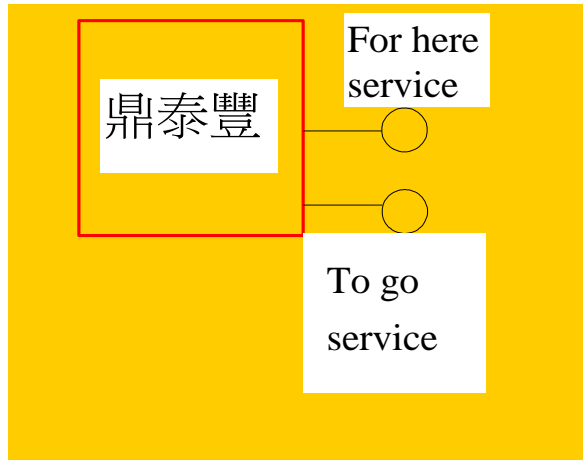 For here
service
鼎泰豐
To go
service